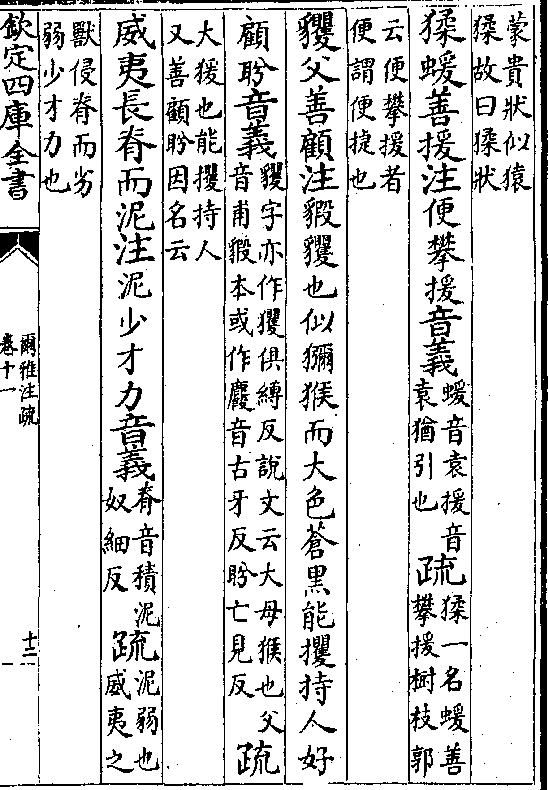 蒙貴狀似猿
猱故曰猱狀
猱蝯善援注便攀援音義
蝯音袁援音
袁猶引也
疏
猱一名蝯善
攀援樹枝郭
云便攀援者
便謂便捷也
貜父善顧注貑貜也似獼猴而大色蒼黑能攫持人好
顧盻音義
貜字亦作玃俱縛反說文云大母猴也父
音甫貑本或作麚音古牙反盻亡見反
疏
大猨也能攫持人
又善顧盻因名云
威夷長脊而泥注泥少才力音義
脊音積泥
奴細反
疏
泥弱也
威夷之
獸侵脊而劣
弱少才力也
欽定四庫全書
爾雅注疏
卷十一
十二